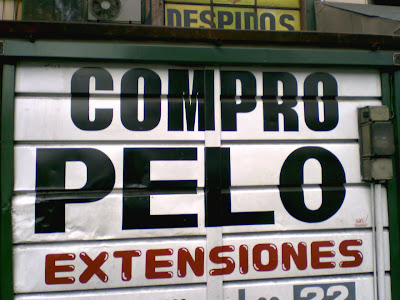 DESPIDOS
COMPRO
PELO
EXTENSIONES